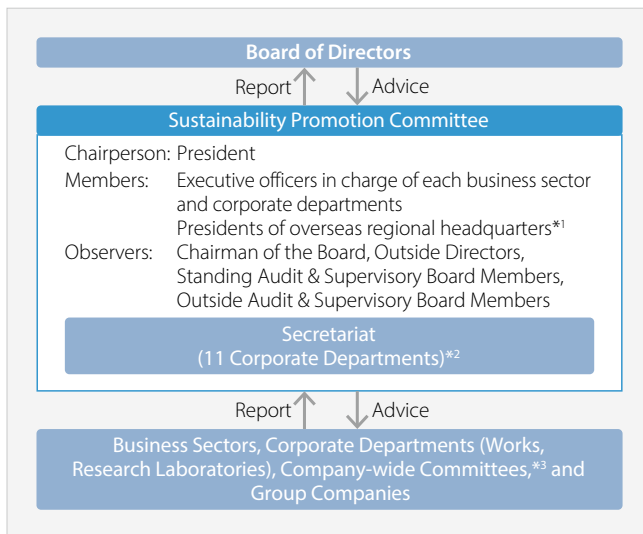 Board of Directors
Report Advice
Sustainability Promotion Committee
Chairperson: President
Members: Executive officers in charge of each business sector
and corporate departments
Presidents of overseas regional headquarters*1
Observers: Chairman of the Board, Outside Directors,
Standing Audit & Supervisory Board Members,
Outside Audit & Supervisory Board Members
Secretariat
(11 Corporate Departments)*2
Report Advice
Business Sectors, Corporate Departments (Works,
Research Laboratories), Company-wide Committees,*3 and
Group Companies